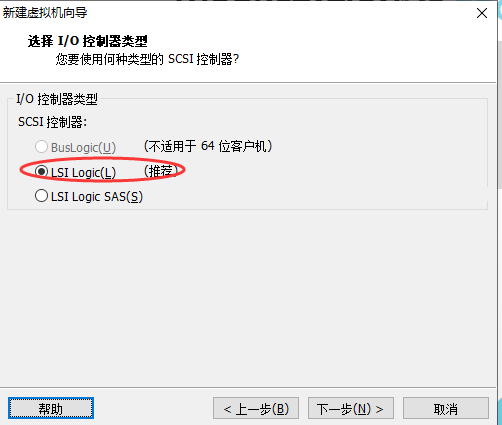 新建虚拟机向导
选择 I/O 控制器类型
您要使用何种类型的 SCSI 控制器?
I/O 控制器类型
SCSI 控制器:
BusLogic(U) (不适用于 64 位客户机)
LSI Logic(L) (推荐)
LSI Logic SAS(S)
帮助 < 上一步(B) 下一步(N) > 取消